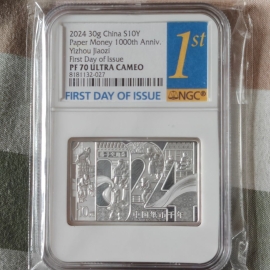 2024 30g China S10Y
Paper Money 1000th Anniv.
Yizhou Jiaozi
First Day of Issue
PF 70 ULTRA CAMEO
8181132-027
1st
FIRST DAY OF ISSUE
NGC
1024